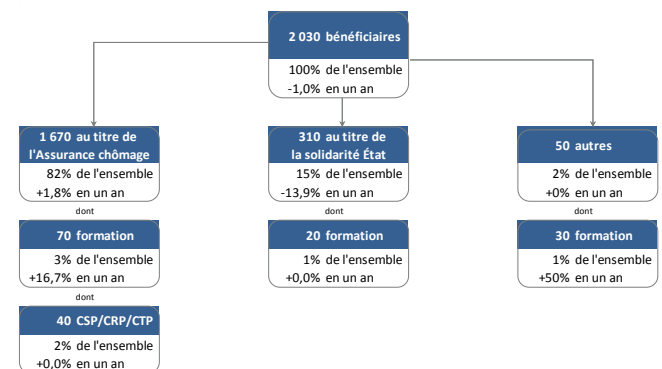 2 030 bénéficiaires
100% de l'ensemble
-1,0% en un an
1 670 au titre de
l'Assurance chômage
82% de l'ensemble
+1,8% en un an
dont
70 formation
3% de l'ensemble
+16,7% en un an
dont
40 CSP/CRP/CTP
2% de l'ensemble
+0,0% en un an
310 au titre de
la solidarité État
15% de l'ensemble
-13,9% en un an
dont
20 formation
1% de l'ensemble
+0,0% en un an
50 autres
2% de l'ensemble
+0% en un an
dont
30 formation
1% de l'ensemble
+50% en un an